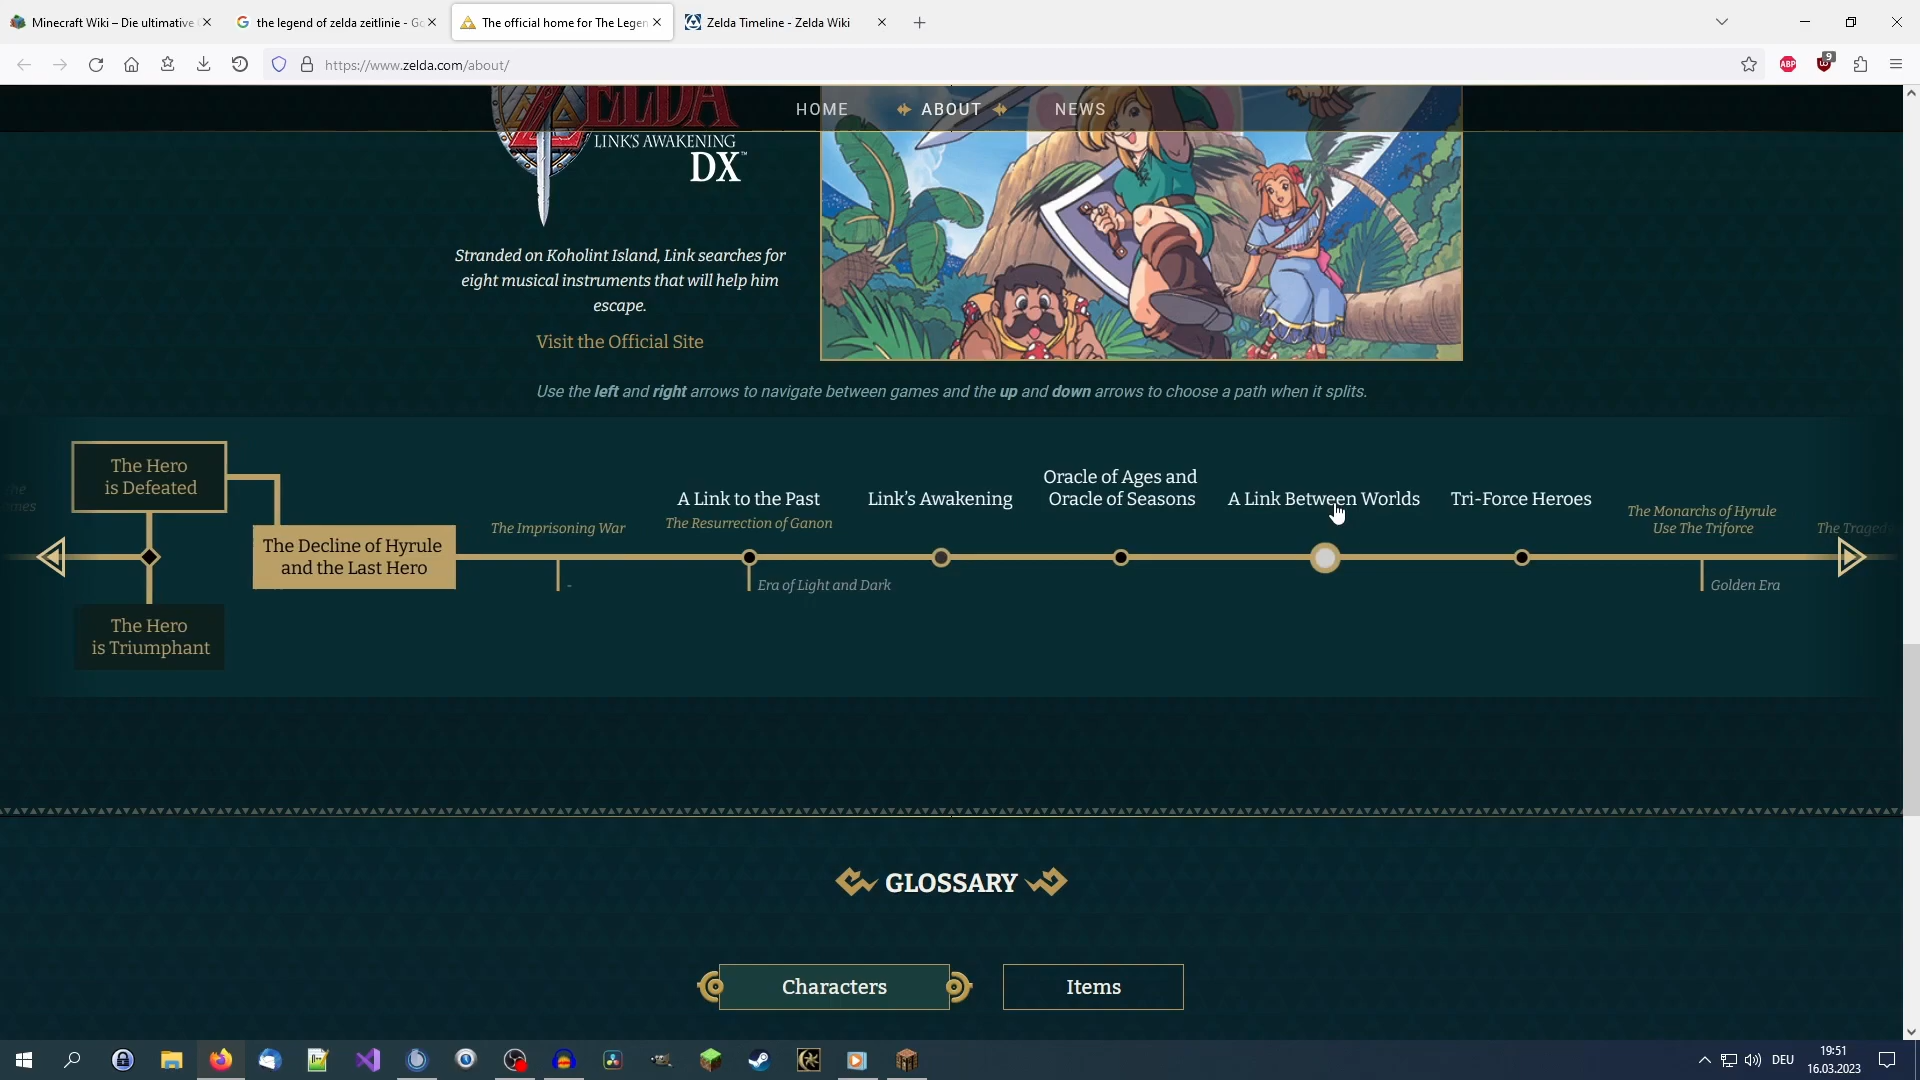 Minecraft Wiki – Die ultimative
the legend of zelda zeitlinie - Go
The official home for The Legen
Zelda Timeline - Zelda Wiki
https://www.zelda.com/about/
ABP
9
HOME
ABOUT
NEWS
ZELDA
LINK'S AWAKENING
DX™
Stranded on Koholint Island, Link searches for
eight musical instruments that will help him
escape.
Visit the Official Site
Use the left and right arrows to navigate between games and the up and down arrows to choose a path when it splits.
The Hero
is Defeated
The Decline of Hyrule
and the Last Hero
The Hero
is Triumphant
The Imprisoning War
-
A Link to the Past
The Resurrection of Ganon
Era of Light and Dark
Link's Awakening
Oracle of Ages and
Oracle of Seasons
A Link Between Worlds
Tri-Force Heroes
The Monarchs of Hyrule
Use The Triforce
Golden Era
The Traged
GLOSSARY
Characters
Items
DEU
19:51
16.03.2023